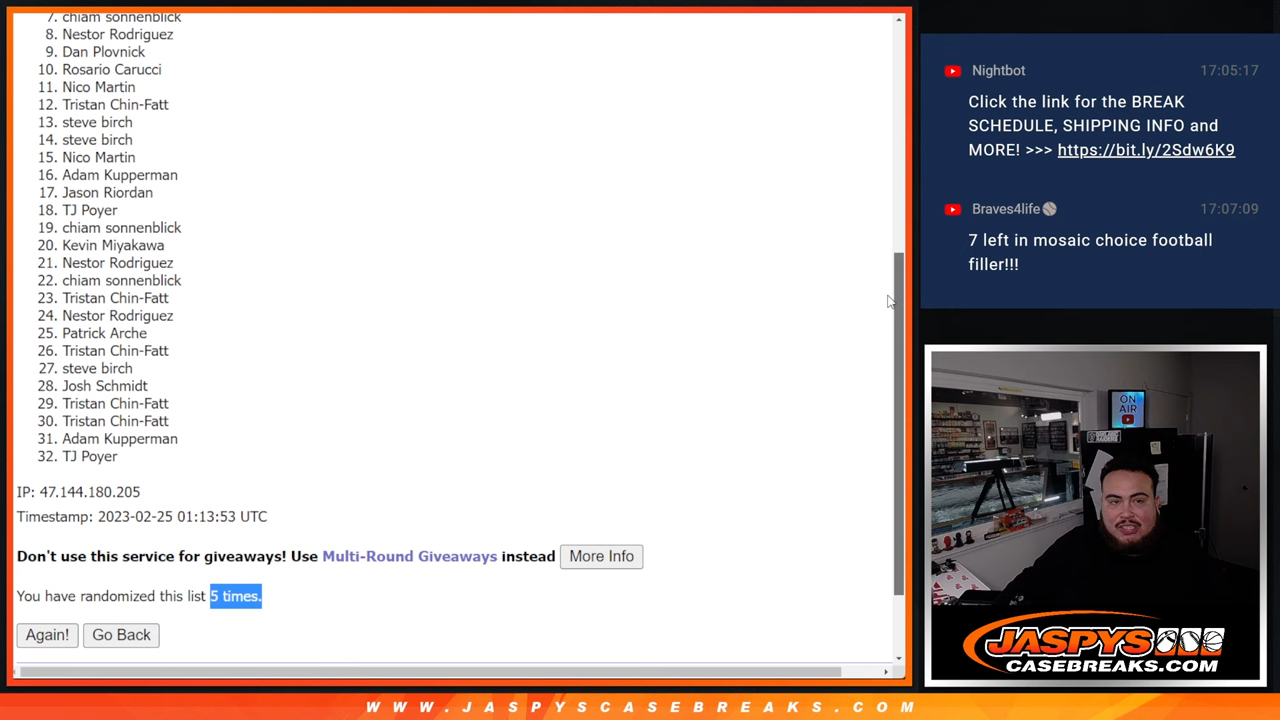 7. chiam sonnenblick
8. Nestor Rodriguez
9. Dan Plovnick
10. Rosario Carucci
11. Nico Martin
12. Tristan Chin-Fatt
13. steve birch
14. steve birch
15. Nico Martin
16. Adam Kupperman
17. Jason Riordan
18. TJ Poyer
19. chiam sonnenblick
20. Kevin Miyakawa
21. Nestor Rodriguez
22. chiam sonnenblick
23. Tristan Chin-Fatt
24. Nestor Rodriguez
25. Patrick Arche
26. Tristan Chin-Fatt
27. steve birch
28. Josh Schmidt
29. Tristan Chin-Fatt
30. Tristan Chin-Fatt
31. Adam Kupperman
32. TJ Poyer
IP: 47.144.180.205
Timestamp: 2023-02-25 01:13:53 UTC
Don't use this service for giveaways! Use Multi-Round Giveaways instead More Info
You have randomized this list 5 times.
Again! Go Back
Nightbot 17:05:17
Click the link for the BREAK
SCHEDULE, SHIPPING INFO and
MORE! >>> https://bit.ly/2Sdw6K9
Braves4life 17:07:09
7 left in mosaic choice football
filler!!!
ON
AIR
JASPYS
CASEBREAKS.COM
WWW.JASPYSCASEBREAKS.COM